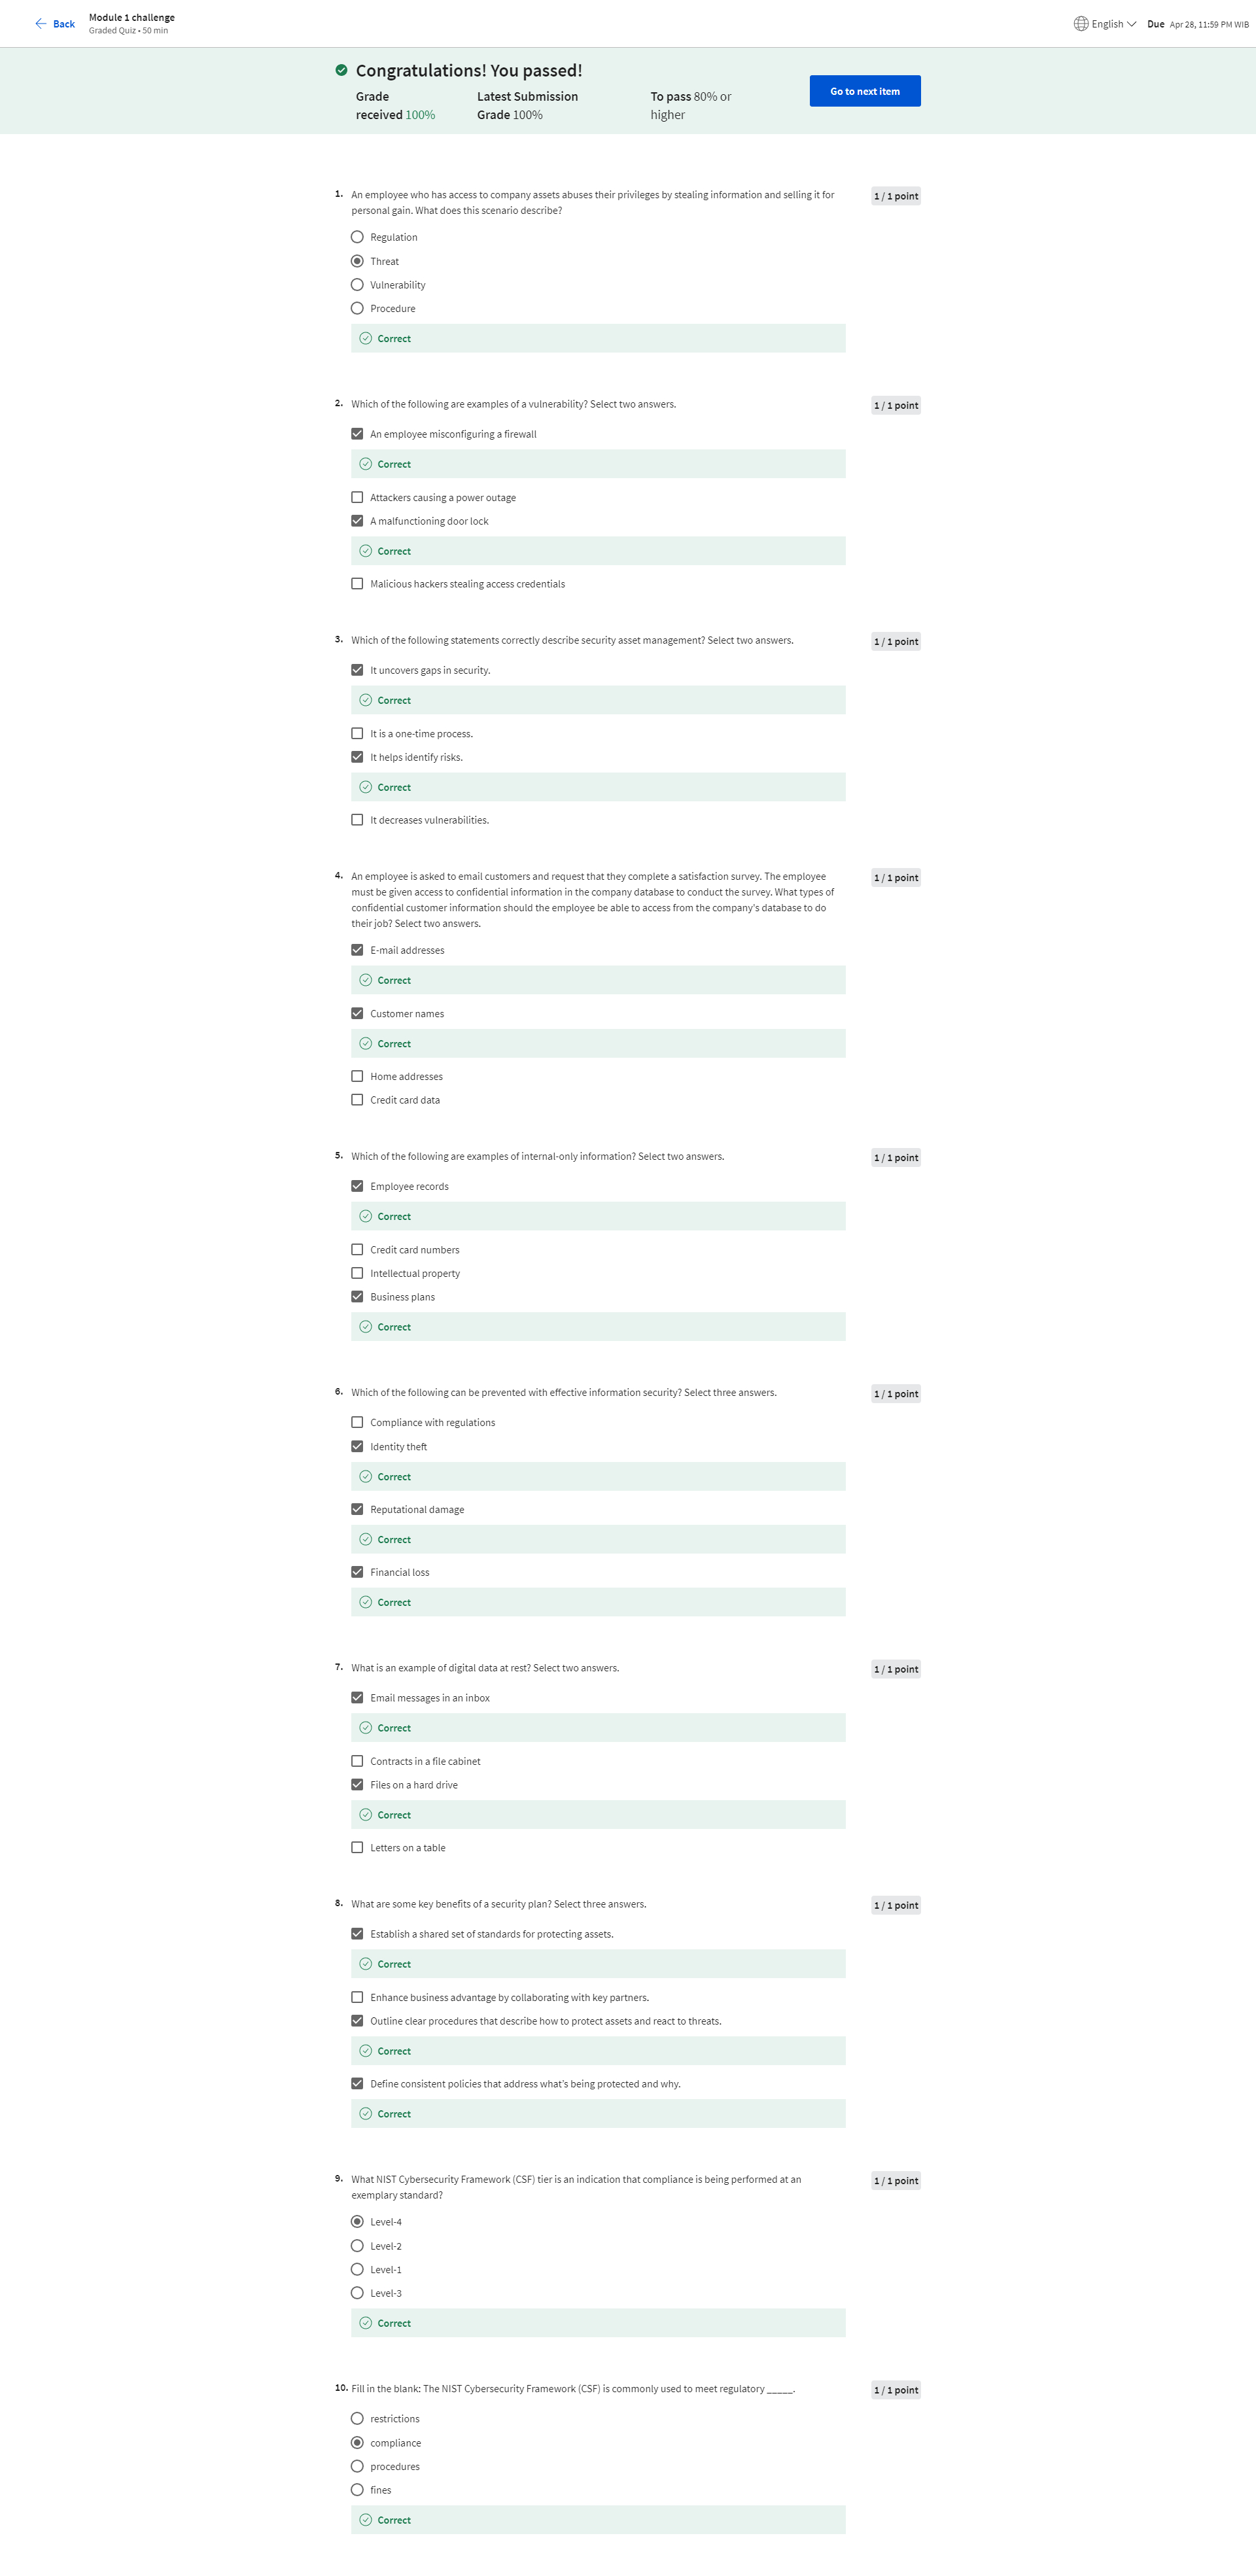 Back
Module 1 challenge
Graded Quiz • 50 min
English
Due Apr 28, 11:59 PM WIB
Congratulations! You passed!
Grade
received 100%
Latest Submission
Grade 100%
To pass 80% or
higher
Go to next item
1. An employee who has access to company assets abuses their privileges by stealing information and selling it for
personal gain. What does this scenario describe?
1 / 1 point
Regulation
Threat
Vulnerability
Procedure
Correct
2. Which of the following are examples of a vulnerability? Select two answers.
1 / 1 point
An employee misconfiguring a firewall
Correct
Attackers causing a power outage
A malfunctioning door lock
Correct
Malicious hackers stealing access credentials
3. Which of the following statements correctly describe security asset management? Select two answers.
1 / 1 point
It uncovers gaps in security.
Correct
It is a one-time process.
It helps identify risks.
Correct
It decreases vulnerabilities.
4. An employee is asked to email customers and request that they complete a satisfaction survey. The employee
must be given access to confidential information in the company database to conduct the survey. What types of
confidential customer information should the employee be able to access from the company's database to do
their job? Select two answers.
1 / 1 point
E-mail addresses
Correct
Customer names
Correct
Home addresses
Credit card data
5. Which of the following are examples of internal-only information? Select two answers.
1 / 1 point
Employee records
Correct
Credit card numbers
Intellectual property
Business plans
Correct
6. Which of the following can be prevented with effective information security? Select three answers.
1 / 1 point
Compliance with regulations
Identity theft
Correct
Reputational damage
Correct
Financial loss
Correct
7. What is an example of digital data at rest? Select two answers.
1 / 1 point
Email messages in an inbox
Correct
Contracts in a file cabinet
Files on a hard drive
Correct
Letters on a table
8. What are some key benefits of a security plan? Select three answers.
1 / 1 point
Establish a shared set of standards for protecting assets.
Correct
Enhance business advantage by collaborating with key partners.
Outline clear procedures that describe how to protect assets and react to threats.
Correct
Define consistent policies that address what's being protected and why.
Correct
9. What NIST Cybersecurity Framework (CSF) tier is an indication that compliance is being performed at an
exemplary standard?
1 / 1 point
Level-4
Level-2
Level-1
Level-3
Correct
10. Fill in the blank: The NIST Cybersecurity Framework (CSF) is commonly used to meet regulatory _____.
1 / 1 point
restrictions
compliance
procedures
fines
Correct